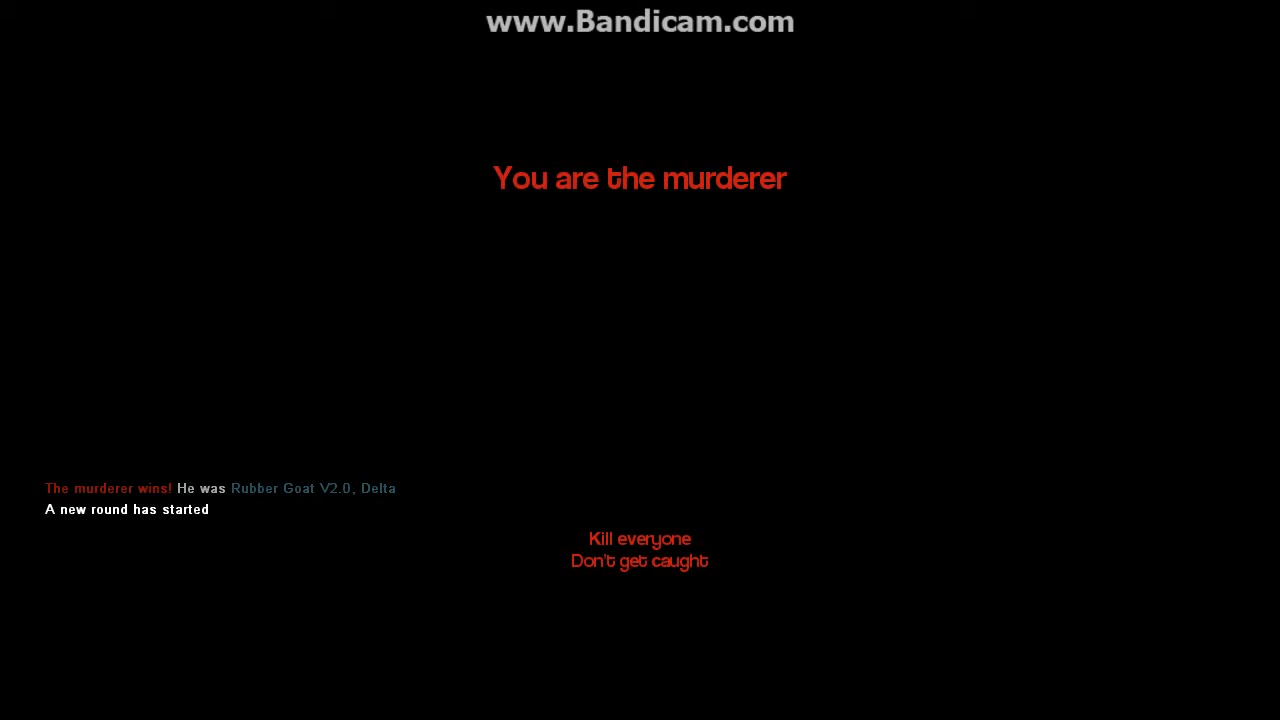 www.Bandicam.com
You are the murderer
The murderer wins! He was Rubber Goat V2.0, Delta
A new round has started
Kill everyone
Don't get caught